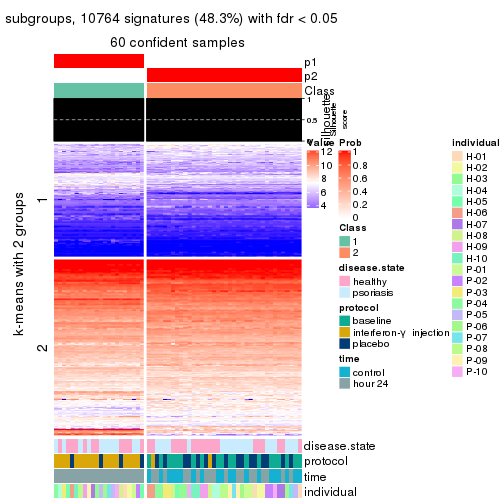 subgroups, 10764 signatures (48.3%) with fdr < 0.05
60 confident samples
p1
p2
Class
1
0.5
0
Silhouette
score
k-means with 2 groups
1
2
disease.state
protocol
time
individual
Value
12
10
8
6
4
Prob
1
0.8
0.6
0.4
0.2
0
Class
1
2
disease.state
healthy
psoriasis
protocol
baseline
interferon-γ injection
placebo
time
control
hour 24
individual
H-01
H-02
H-03
H-04
H-05
H-06
H-07
H-08
H-09
H-10
P-01
P-02
P-03
P-04
P-05
P-06
P-07
P-08
P-09
P-10